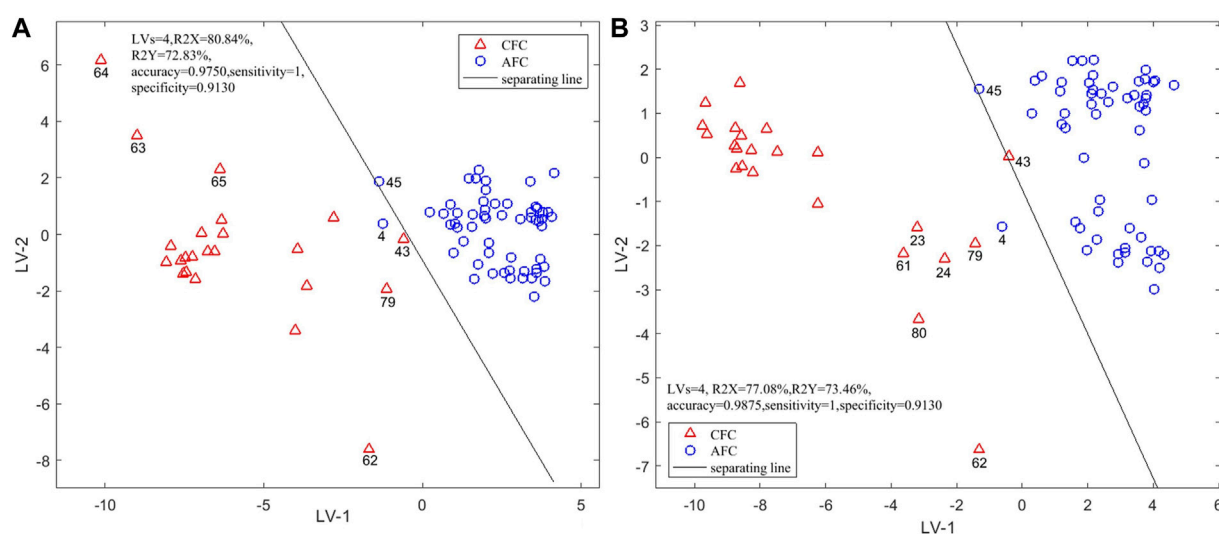 A
LVs=4,R2X=80.84%,
R2Y=72.83%,
accuracy=0.9750,sensitivity=1,
specificity=0.9130
CFC
AFC
separating line
64
63
65
45
4
43
79
62
6
4
2
0
-2
-4
-6
-8
LV-2
-10
-5
0
5
LV-1
B
45
43
23
4
61
24
79
80
62
LVs=4, R2X=77.08%,R2Y=73.46%,
accuracy=0.9875,sensitivity=1,specificity=0.9130
CFC
AFC
separating line
3
2
1
0
-1
-2
-3
-4
-5
-6
-7
LV-2
-10
-8
-6
-4
-2
0
2
4
6
LV-1